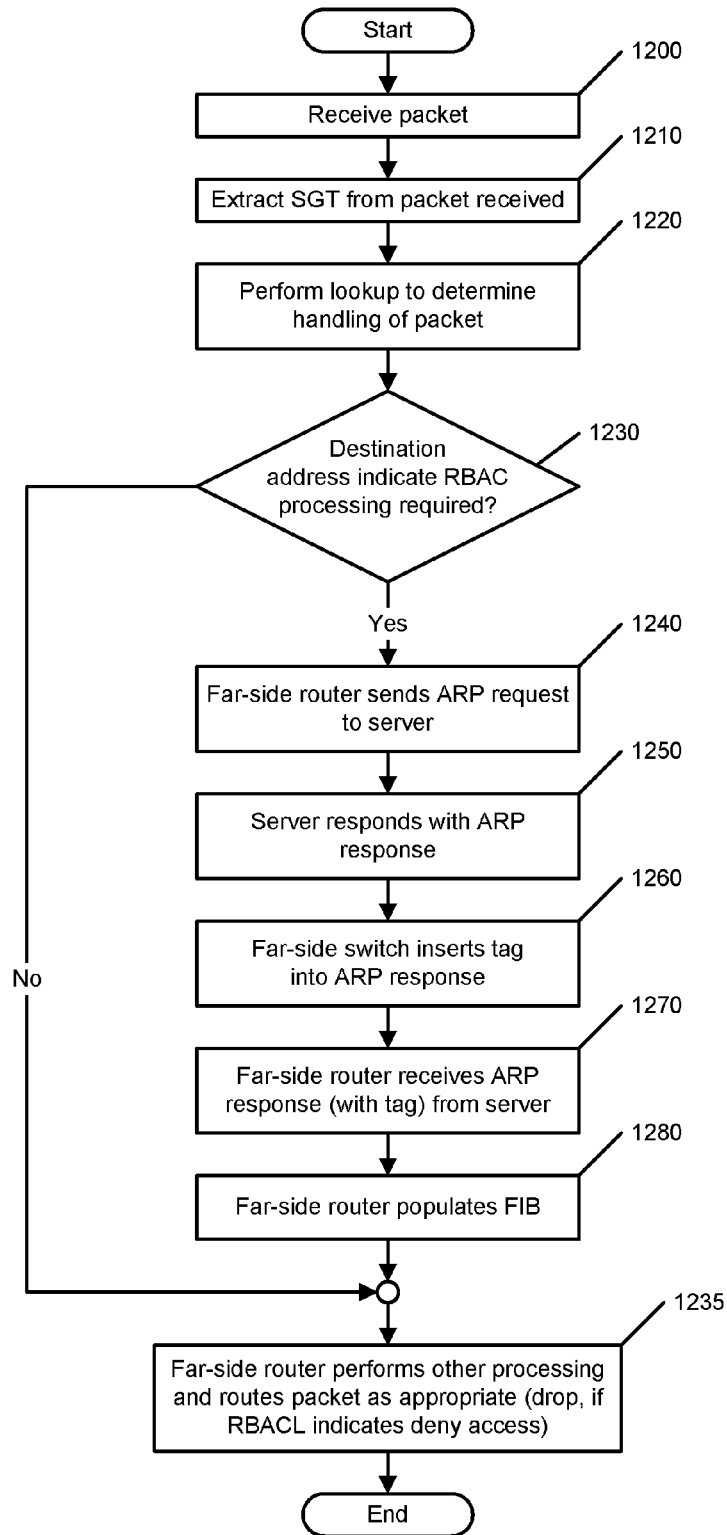 Start
1200
Receive packet
1210
Extract SGT from packet received
1220
Perform lookup to determine
handling of packet
1230
Destination
address indicate RBAC
processing required?
Yes
1240
Far-side router sends ARP request
to server
1250
Server responds with ARP
response
1260
Far-side switch inserts tag
into ARP response
No
1270
Far-side router receives ARP
response (with tag) from server
1280
Far-side router populates FIB
1235
Far-side router performs other processing
and routes packet as appropriate (drop, if
RBACL indicates deny access)
End